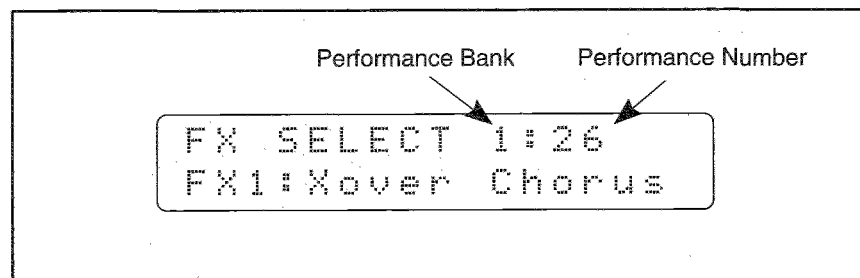 Performance Bank Performance Number
FX SELECT 1:26
FX1:Xover Chorus